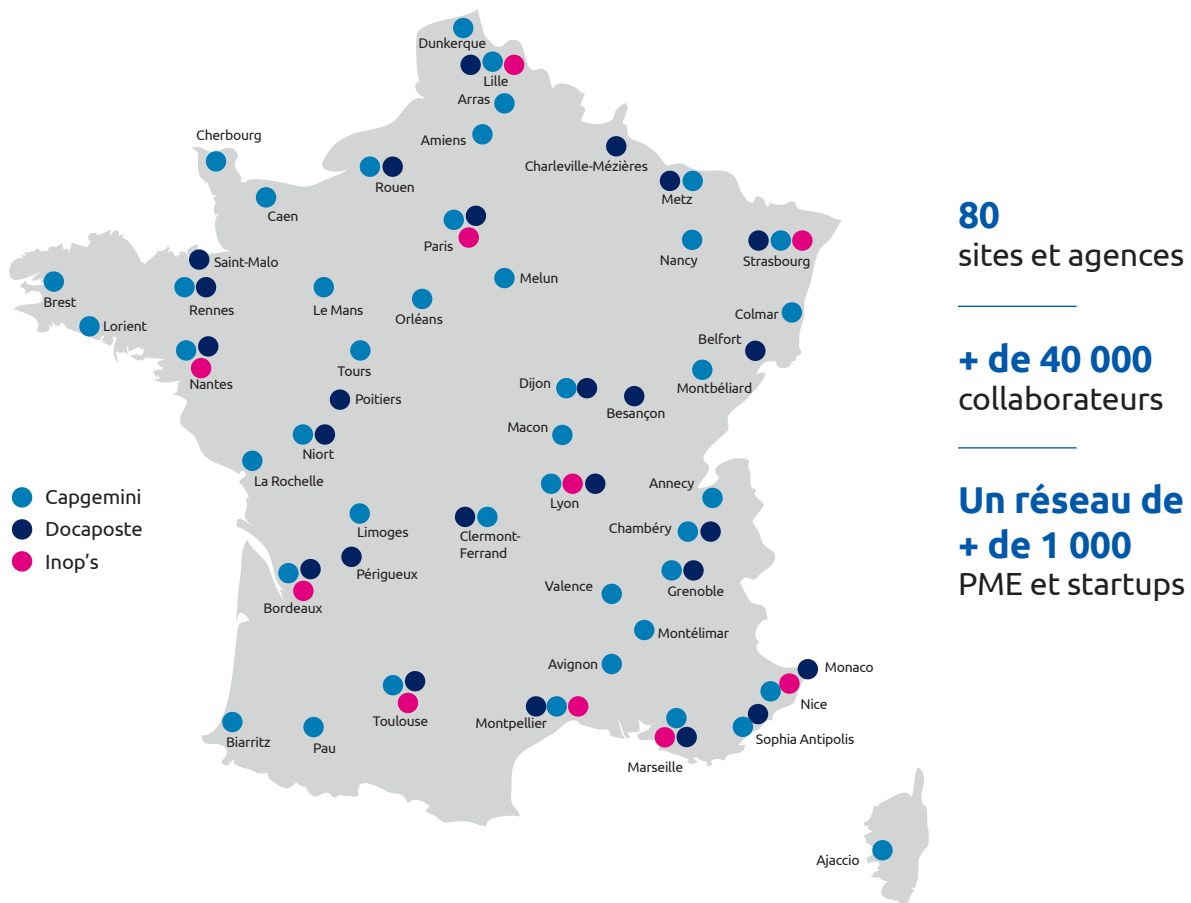 Dunkerque
Lille
Arras
Amiens
Cherbourg
Charleville-Mézières
Rouen
Metz
Caen
Paris
Nancy
Strasbourg
Saint-Malo
Melun
Brest
Rennes
Le Mans
Orléans
Colmar
Lorient
Belfort
Nantes
Tours
Dijon
Montbéliard
Poitiers
Besançon
Macon
Niort
La Rochelle
Lyon
Annecy
Limoges
Clermont-
Ferrand
Chambéry
Périgueux
Valence
Grenoble
Bordeaux
Montélimar
Avignon
Monaco
Nice
Toulouse
Montpellier
Sophia Antipolis
Biarritz
Pau
Marseille
Ajaccio
Capgemini
Docaposte
Inop's
80
sites et agences
+ de 40 000
collaborateurs
Un réseau de
+ de 1 000
PME et startups